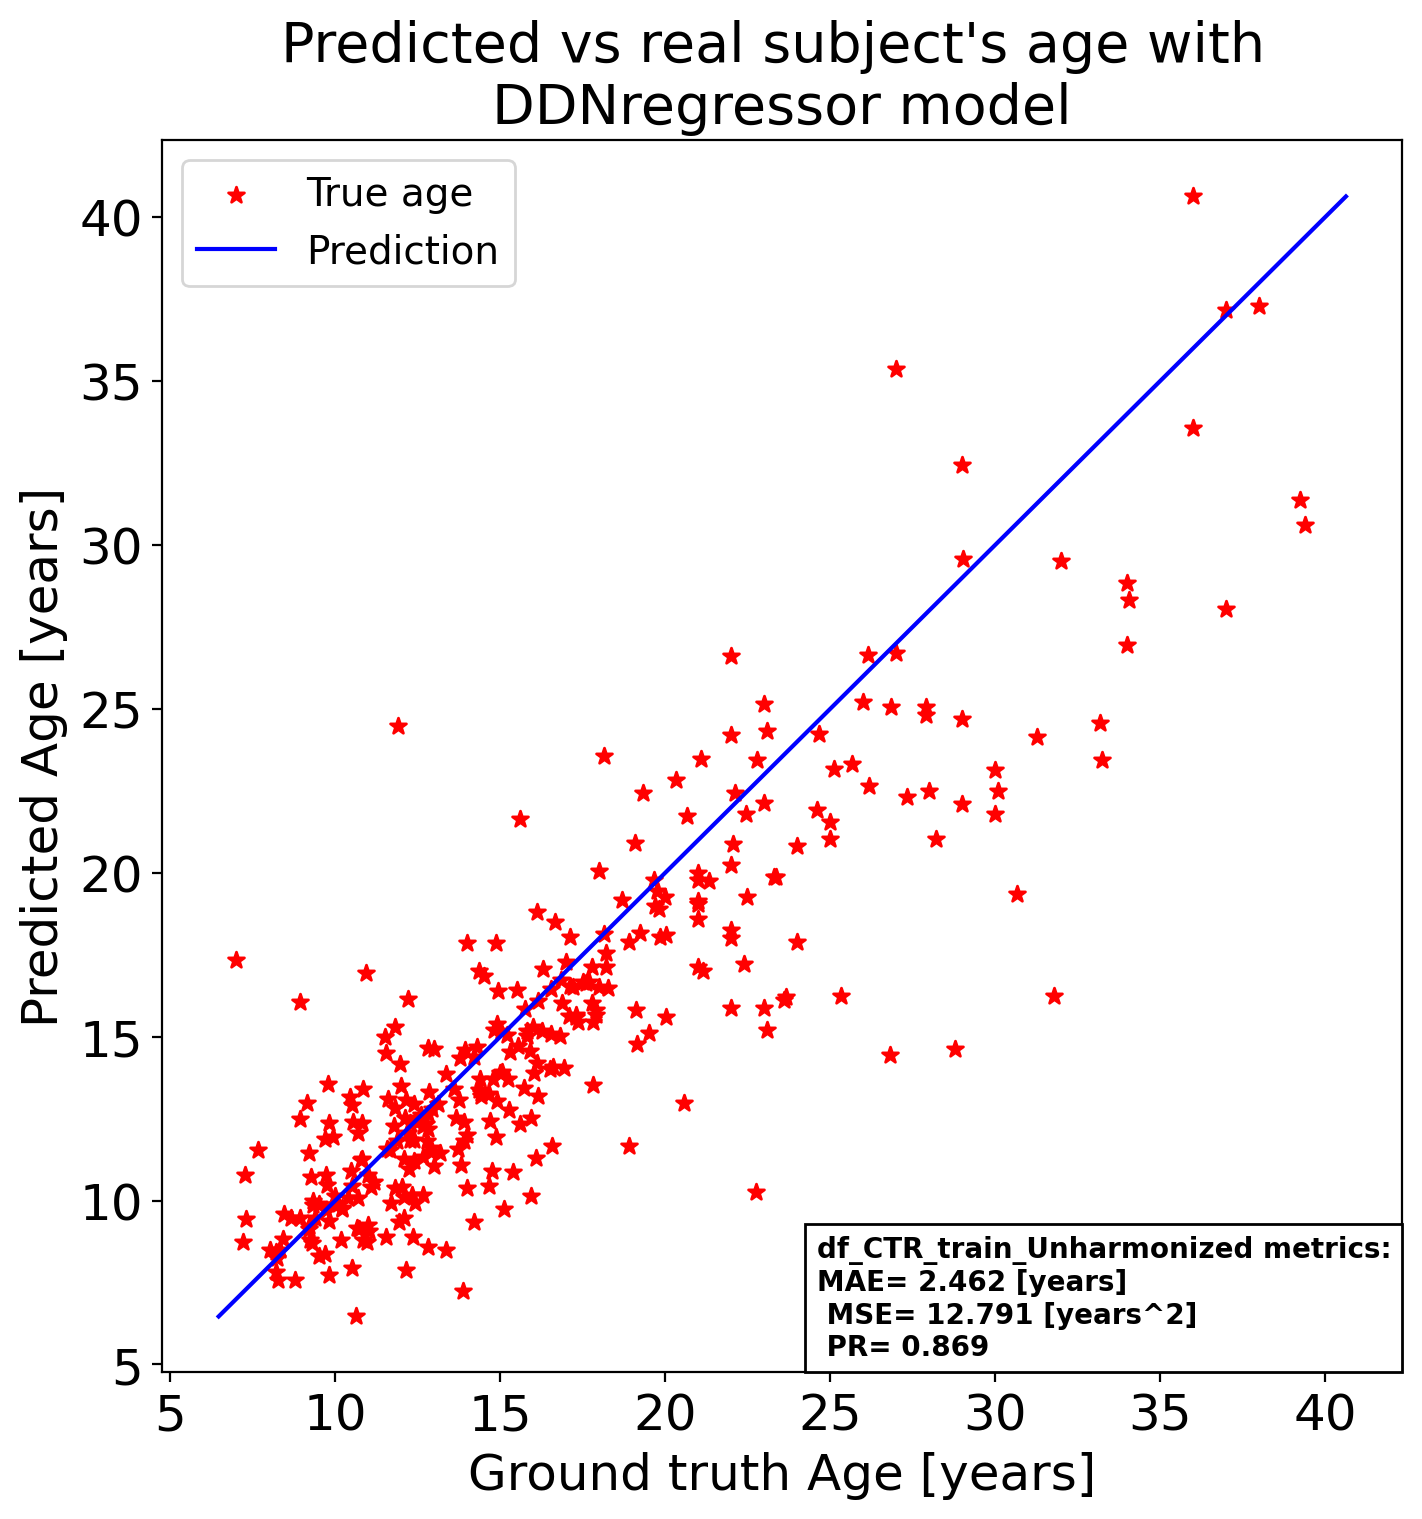 Predicted vs real subject's age with
DDNregressor model
True age
Prediction
40
35
30
25
20
15
10
5
Predicted Age [years]
df_CTR_train_Unharmonized metrics:
MAE= 2.462 [years]
MSE= 12.791 [years^2]
PR= 0.869
5 10 15 20 25 30 35 40
Ground truth Age [years]